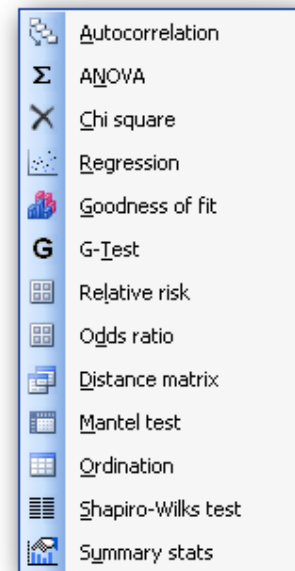 Autocorrelation
ANOVA
Chi square
Regression
Goodness of fit
G G-Test
Relative risk
Odds ratio
Distance matrix
Mantel test
Ordination
Shapiro-Wilks test
Summary stats